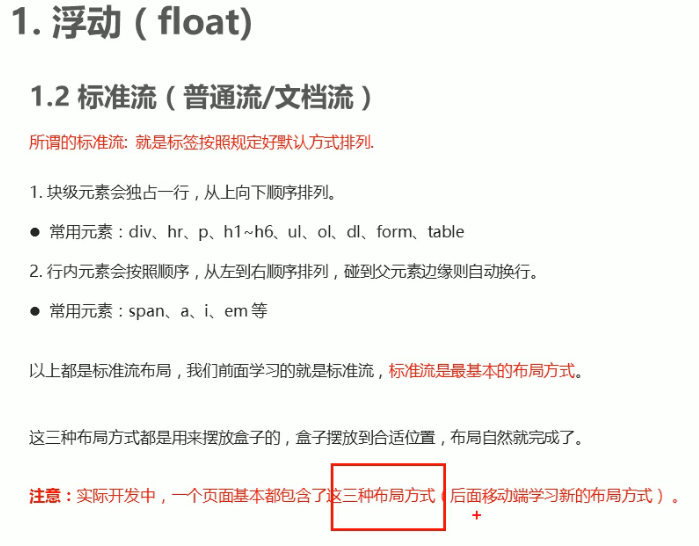 1. 浮动（float)
1.2 标准流（普通流/文档流）
所谓的标准流: 就是标签按照规定好默认方式排列.
1. 块级元素会独占一行，从上向下顺序排列。
● 常用元素：div、hr、p、h1~h6、ul、ol、dl、form、table
2. 行内元素会按照顺序，从左到右顺序排列，碰到父元素边缘则自动换行。
● 常用元素：span、a、i、em 等
以上都是标准流布局，我们前面学习的就是标准流，标准流是最基本的布局方式。
这三种布局方式都是用来摆放盒子的，盒子摆放到合适位置，布局自然就完成了。
注意：实际开发中，一个页面基本都包含了这三种布局方式（后面移动端学习新的布局方式）。